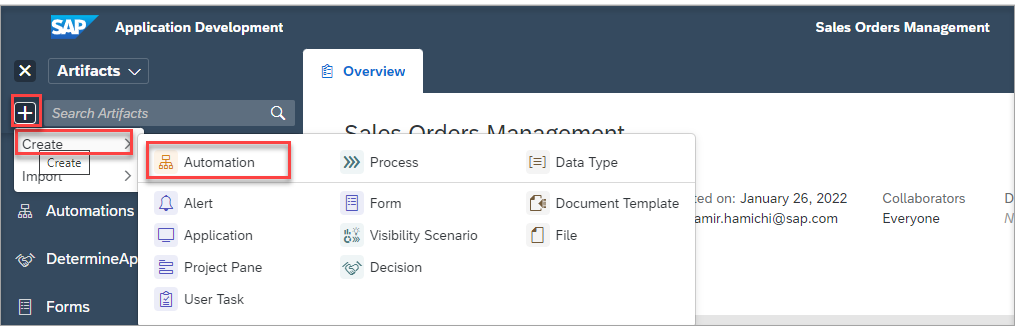 SAP Application Development Sales Orders Management
Artifacts
Overview
Search Artifacts
Sales Orders Management
Create
Create
Import
Automation Process Data Type
Alert Form Document Template
Application Visibility Scenario File
Project Pane Decision
User Task
ted on: January 26, 2022
amir.hamichi@sap.com
Collaborators
Everyone
Automations
DetermineAp
Forms